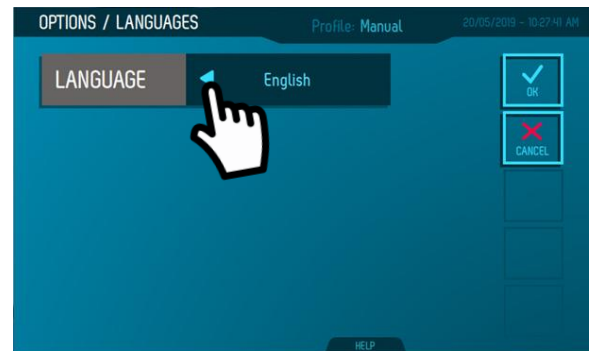 OPTIONS / LANGUAGES
Profile: Manual
20/05/2019 - 10:27:41 AM
LANGUAGE
English
OK
CANCEL
HELP